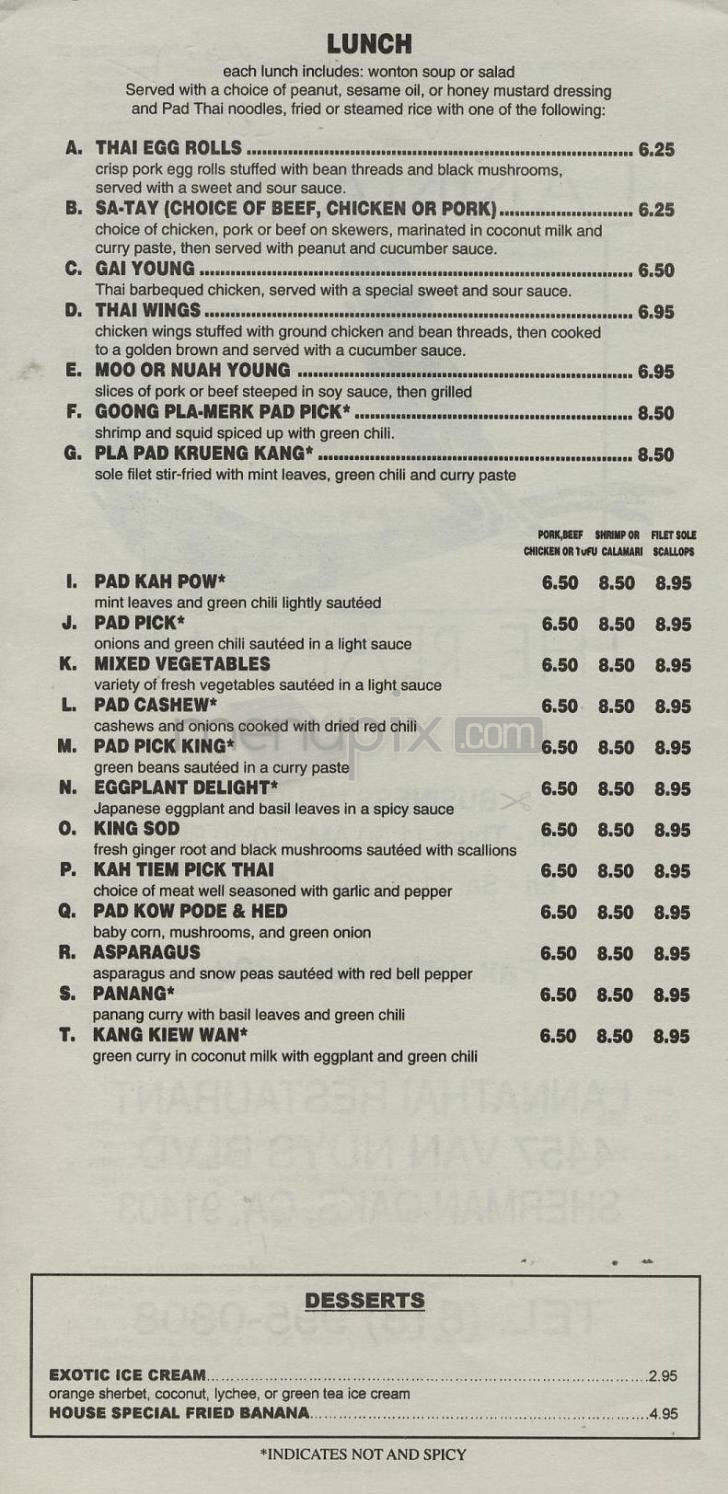 LUNCH
each lunch includes: wonton soup or salad
Served with a choice of peanut, sesame oil, or honey mustard dressing
and Pad Thai noodles, fried or steamed rice with one of the following:
A. THAI EGG ROLLS 6.25
crisp pork egg rolls stuffed with bean threads and black mushrooms,
served with a sweet and sour sauce.
B. SA-TAY (CHOICE OF BEEF, CHICKEN OR PORK) 6.25
choice of chicken, pork or beef on skewers, marinated in coconut milk and
curry paste, then served with peanut and cucumber sauce.
C. GAI YOUNG 6.50
Thai barbequed chicken, served with a special sweet and sour sauce.
D. THAI WINGS 6.95
chicken wings stuffed with ground chicken and bean threads, then cooked
to a golden brown and served with a cucumber sauce.
E. MOO OR NUAH YOUNG 6.95
slices of pork or beef steeped in soy sauce, then grilled
F. GOONG PLA-MERK PAD PICK* 8.50
shrimp and squid spiced up with green chili.
G. PLA PAD KRUENG KANG* 8.50
sole filet stir-fried with mint leaves, green chili and curry paste
PORK,BEEF SHRIMP OR FILET SOLE
CHICKEN OR TUFU CALAMARI SCALLOPS
I. PAD KAH POW* 6.50 8.50 8.95
mint leaves and green chili lightly sautéed
J. PAD PICK* 6.50 8.50 8.95
onions and green chili sautéed in a light sauce
K. MIXED VEGETABLES 6.50 8.50 8.95
variety of fresh vegetables sautéed in a light sauce
L. PAD CASHEW* 6.50 8.50 8.95
cashews and onions cooked with dried red chili
M. PAD PICK KING* 6.50 8.50 8.95
menupix.com
green beans sautéed in a curry paste
N. EGGPLANT DELIGHT* 6.50 8.50 8.95
Japanese eggplant and basil leaves in a spicy sauce
O. KING SOD 6.50 8.50 8.95
fresh ginger root and black mushrooms sautéed with scallions
P. KAH TIEM PICK THAI 6.50 8.50 8.95
choice of meat well seasoned with garlic and pepper
Q. PAD KOW PODE & HED 6.50 8.50 8.95
baby corn, mushrooms, and green onion
R. ASPARAGUS 6.50 8.50 8.95
asparagus and snow peas sautéed with red bell pepper
S. PANANG* 6.50 8.50 8.95
panang curry with basil leaves and green chili
T. KANG KIEW WAN* 6.50 8.50 8.95
green curry in coconut milk with eggplant and green chili
DESSERTS
EXOTIC ICE CREAM 2.95
orange sherbet, coconut, lychee, or green tea ice cream
HOUSE SPECIAL FRIED BANANA 4.95
*INDICATES NOT AND SPICY